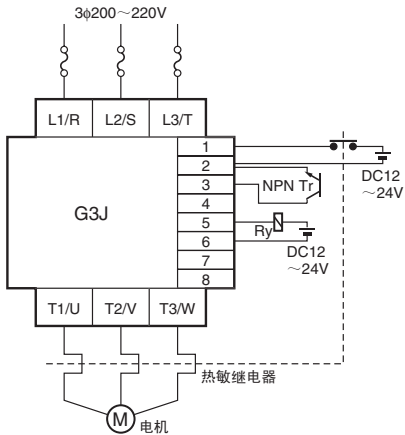 3ϕ200～220V
L1/R L2/S L3/T
1
2
3
4
5
6
7
8
G3J
DC12
～24V
NPN Tr
Ry
DC12
～24V
T1/U T2/V T3/W
热敏继电器
M
电机